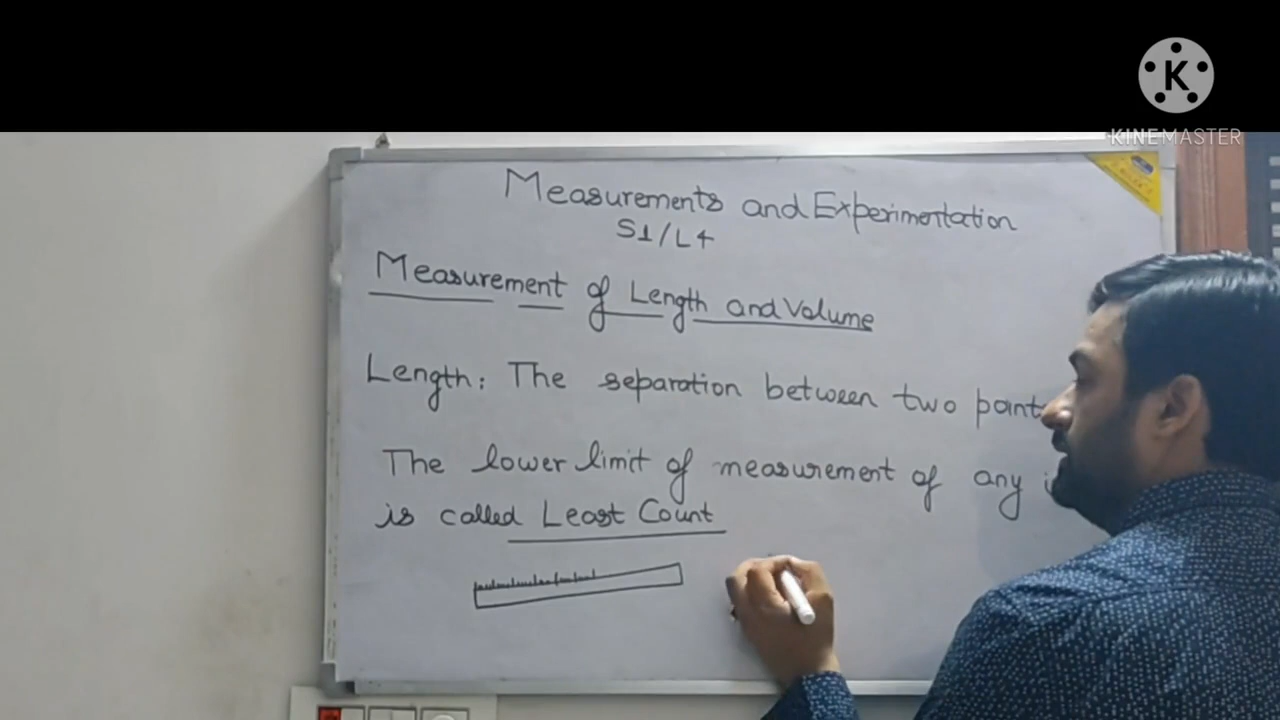 K
KINEMASTER
Measurements and Experimentation
S1/L4
Measurement of Length and Volume
Length: The separation between two point
The lower limit of measurement of any
is called Least Count